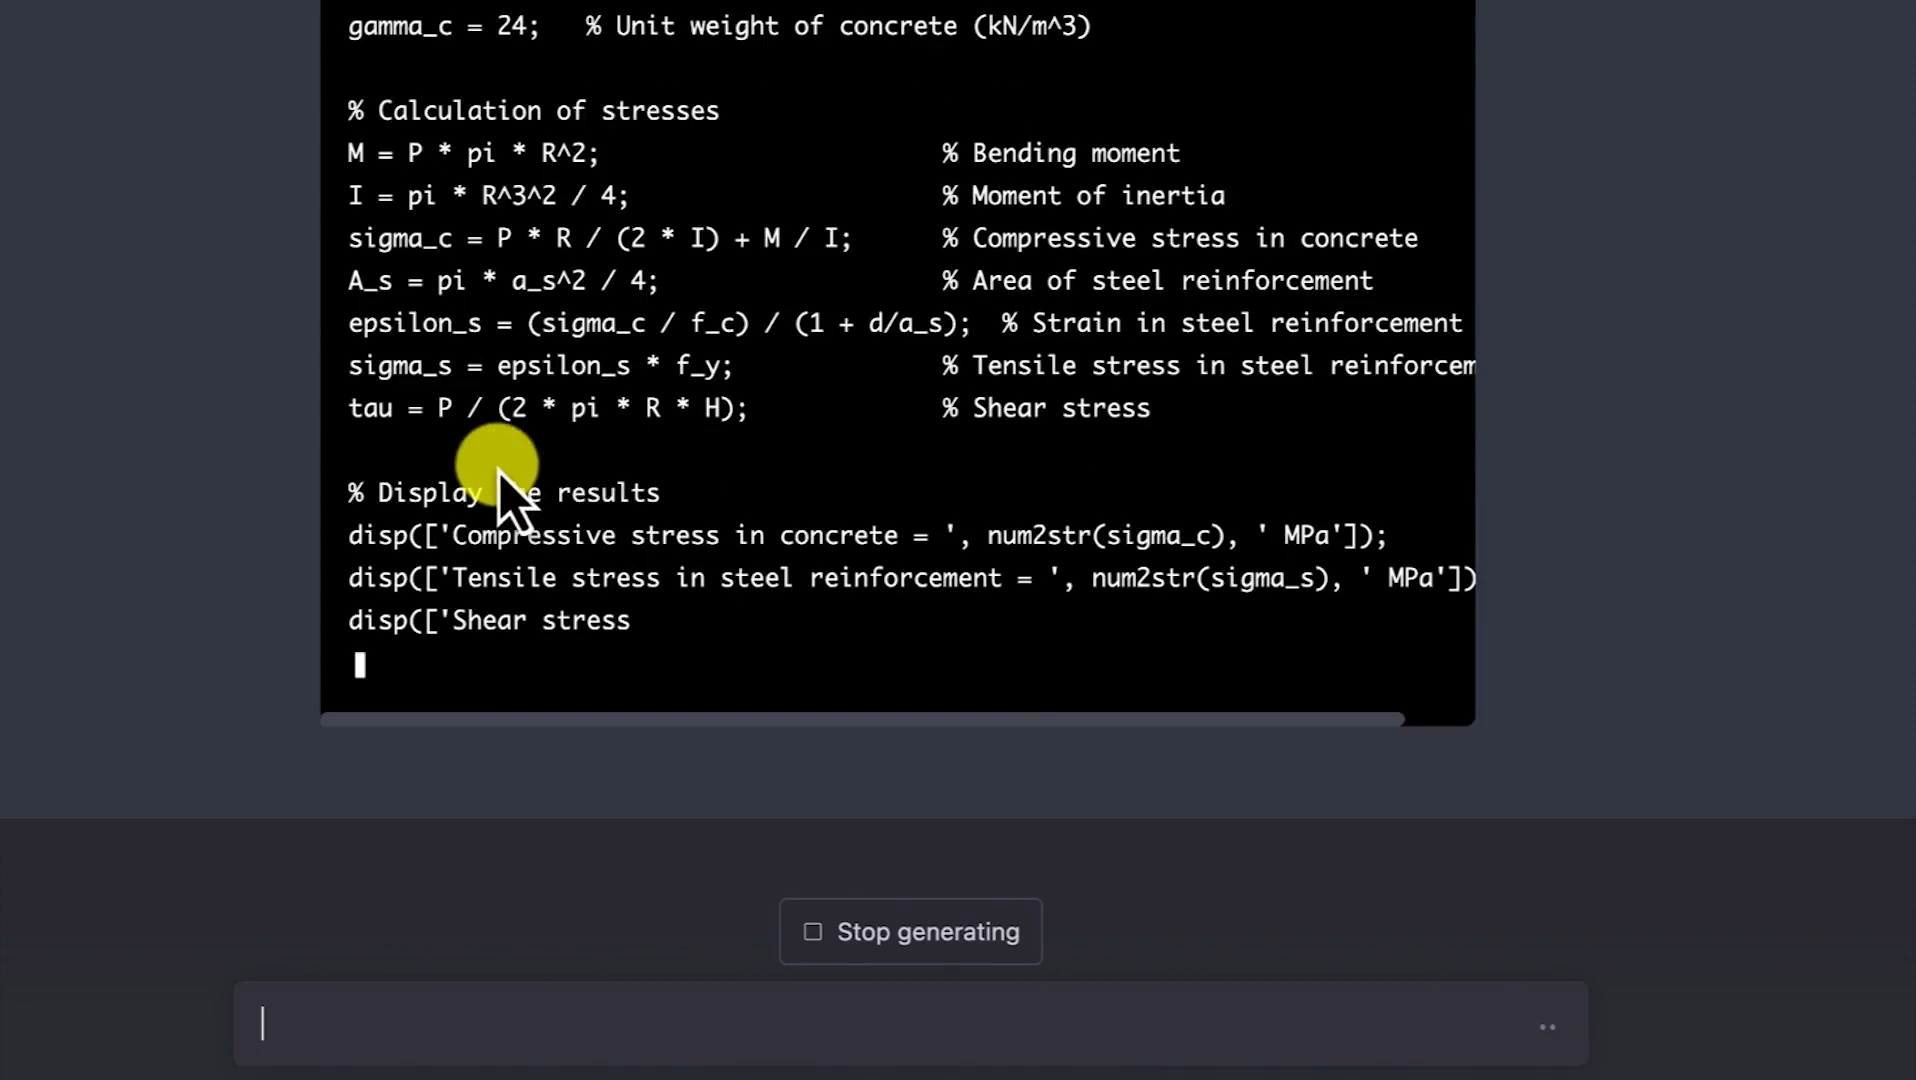 gamma_c = 24;   % Unit weight of concrete (kN/m^3)
% Calculation of stresses
M = P * pi * R^2;                       % Bending moment
I = pi * R^3^2 / 4;                     % Moment of inertia
sigma_c = P * R / (2 * I) + M / I;      % Compressive stress in concrete
A_s = pi * a_s^2 / 4;                   % Area of steel reinforcement
epsilon_s = (sigma_c / f_c) / (1 + d/a_s);  % Strain in steel reinforcement
sigma_s = epsilon_s * f_y;              % Tensile stress in steel reinforcem
tau = P / (2 * pi * R * H);             % Shear stress
% Display results
disp(['Compressive stress in concrete = ', num2str(sigma_c), ' MPa']);
disp(['Tensile stress in steel reinforcement = ', num2str(sigma_s), ' MPa'])
disp(['Shear stress
Stop generating